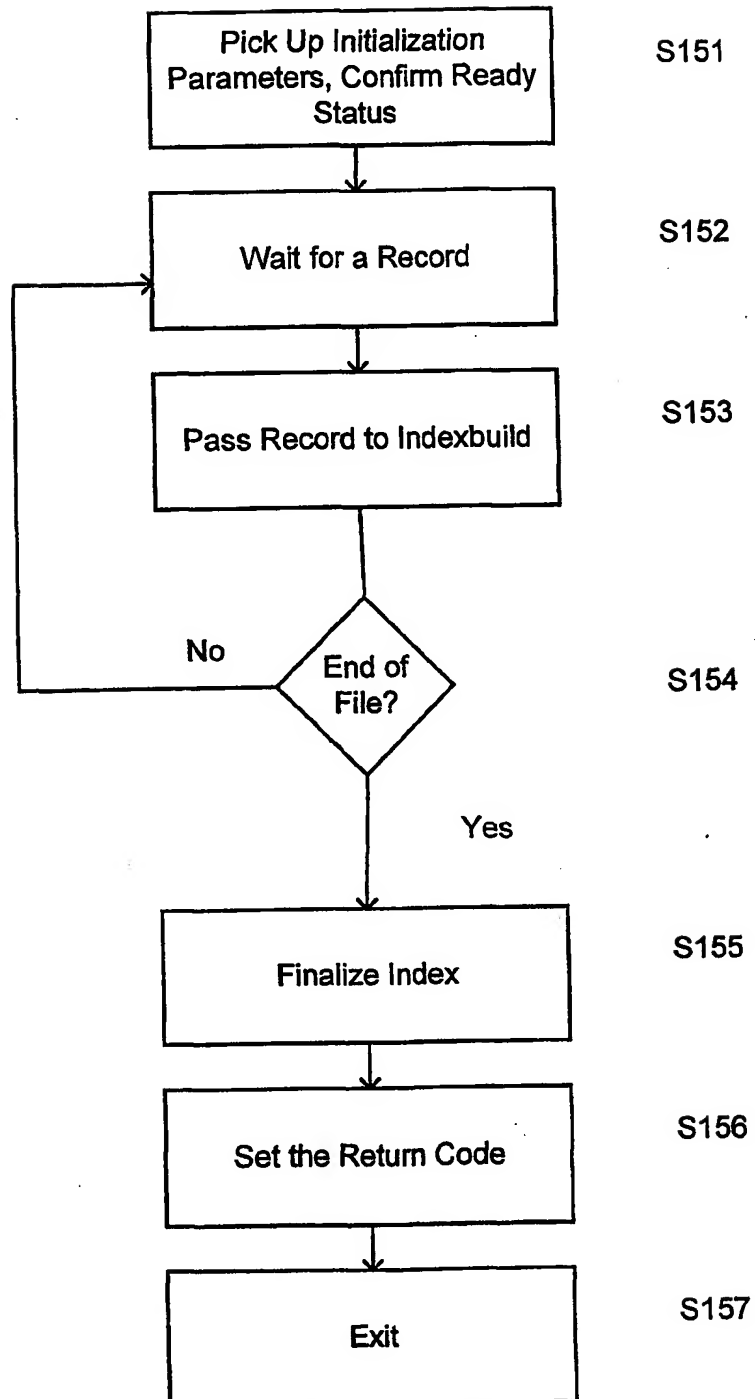 Pick Up Initialization
Parameters, Confirm Ready
Status
S151
Wait for a Record
S152
Pass Record to Indexbuild
S153
No
End of
File?
S154
Yes
Finalize Index
S155
Set the Return Code
S156
Exit
S157